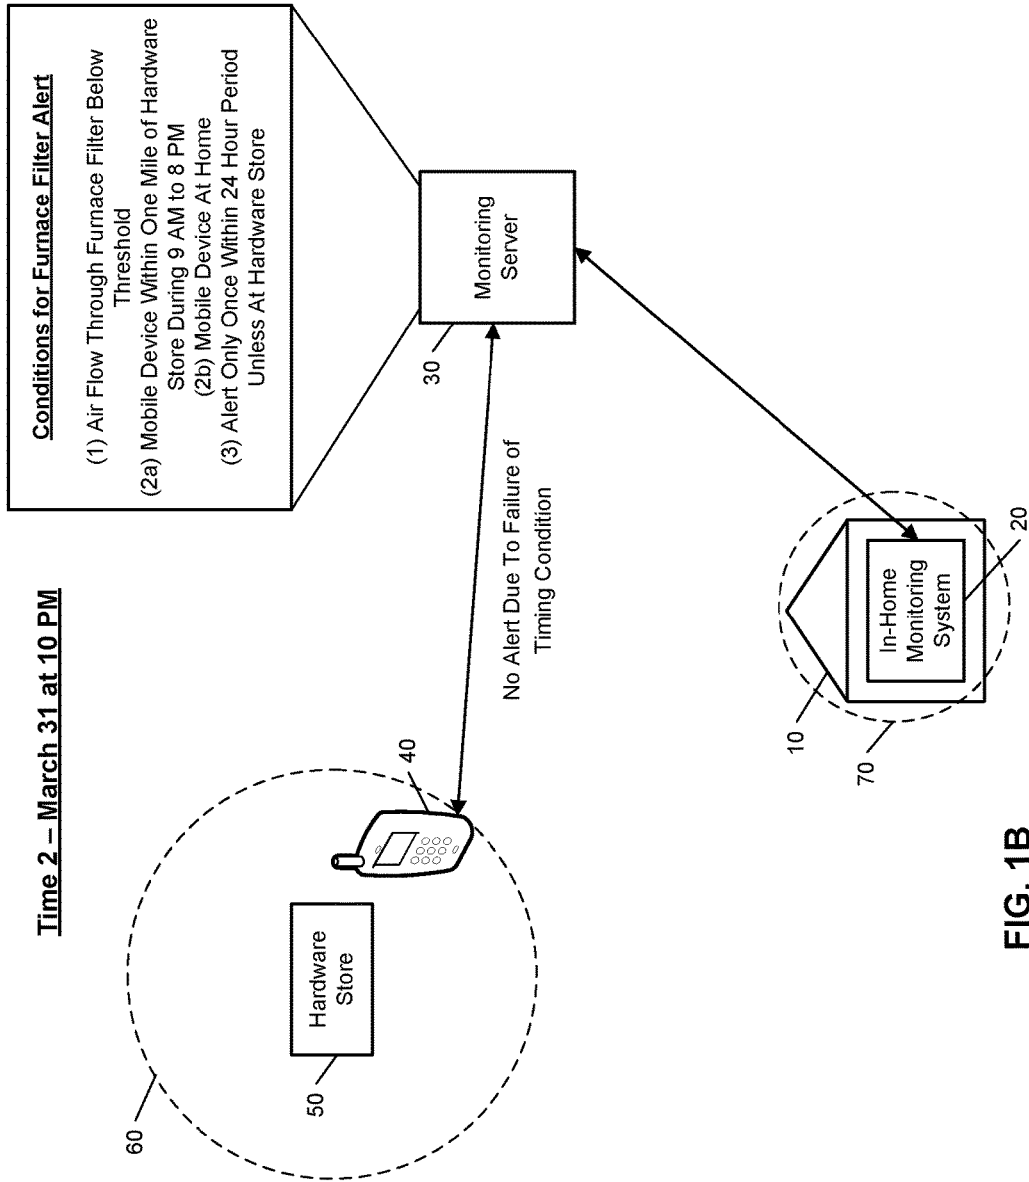 Time 2 – March 31 at 10 PM
Conditions for Furnace Filter Alert
(1) Air Flow Through Furnace Filter Below
Threshold
(2a) Mobile Device Within One Mile of Hardware
Store During 9 AM to 8 PM
(2b) Mobile Device At Home
(3) Alert Only Once Within 24 Hour Period
Unless At Hardware Store
60
50
Hardware
Store
40
No Alert Due To Failure of
Timing Condition
30
Monitoring
Server
70
10
In-Home
Monitoring
System
20
FIG. 1B